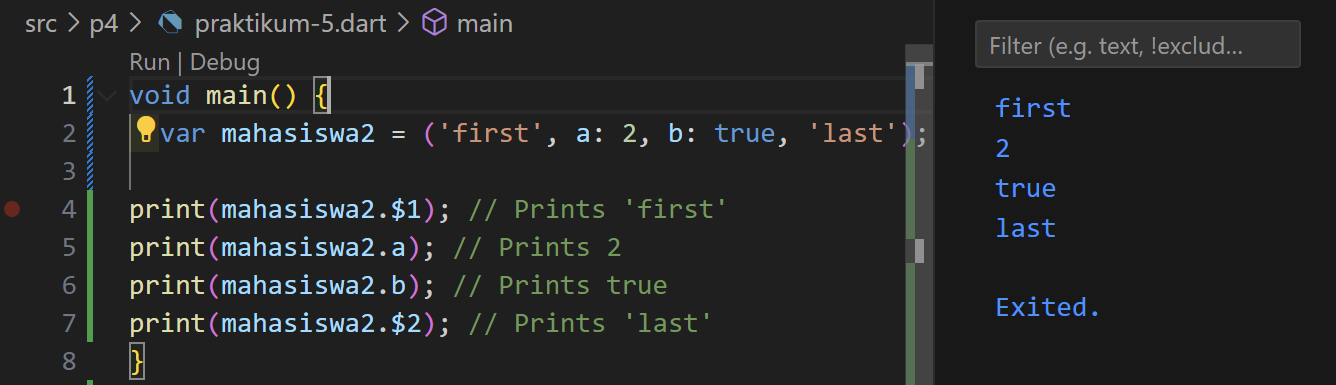 src > p4 > praktikum-5.dart > main
Run | Debug
1 void main() {
2 var mahasiswa2 = ('first', a: 2, b: true, 'last');
3
4 print(mahasiswa2.$1); // Prints 'first'
5 print(mahasiswa2.a); // Prints 2
6 print(mahasiswa2.b); // Prints true
7 print(mahasiswa2.$2); // Prints 'last'
8 }
Filter (e.g. text, !exclud...
first
2
true
last
Exited.